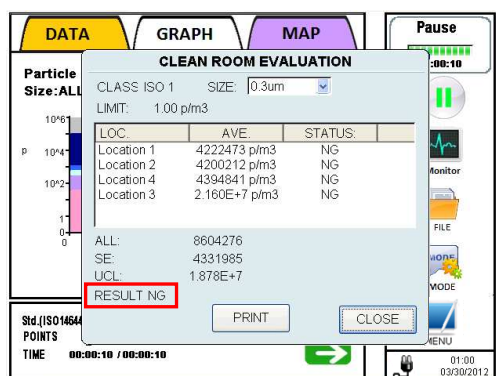 DATA
GRAPH
MAP
Pause
:00:10
Particle
Size:ALL
10^6
p 10^4
10^2
1
0
0
CLEAN ROOM EVALUATION
CLASS ISO 1 SIZE: 0.3um
LIMIT: 1.00 p/m3
LOC. AVE. STATUS:
Location 1 4222473 p/m3 NG
Location 2 4200212 p/m3 NG
Location 4 4394841 p/m3 NG
Location 3 2.160E+7 p/m3 NG
ALL: 8604276
SE: 4331985
UCL: 1.878E+7
RESULT NG
PRINT
CLOSE
Monitor
FILE
MODE
MODE
MENU
Std.(ISO14644
POINTS
TIME 00:00:10 / 00:00:10
01:00
03/30/2012